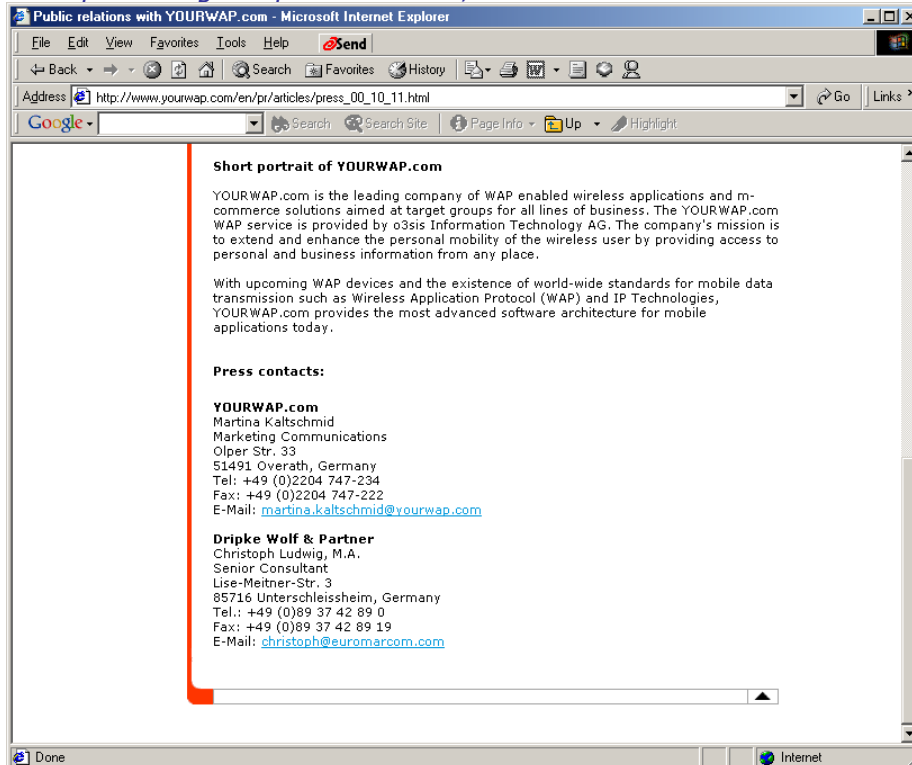 Public relations with YOURWAP.com - Microsoft Internet Explorer
File Edit View Favorites Tools Help Send
Back Search Favorites History
Address http://www.yourwap.com/en/pr/articles/press_00_10_11.html Go Links
Google Search Search Site Page Info Up Highlight
Short portrait of YOURWAP.com
YOURWAP.com is the leading company of WAP enabled wireless applications and m-
commerce solutions aimed at target groups for all lines of business. The YOURWAP.com
WAP service is provided by o3sis Information Technology AG. The company's mission is
to extend and enhance the personal mobility of the wireless user by providing access to
personal and business information from any place.
With upcoming WAP devices and the existence of world-wide standards for mobile data
transmission such as Wireless Application Protocol (WAP) and IP Technologies,
YOURWAP.com provides the most advanced software architecture for mobile
applications today.
Press contacts:
YOURWAP.com
Martina Kaltschmid
Marketing Communications
Olper Str. 33
51491 Overath, Germany
Tel: +49 (0)2204 747-234
Fax: +49 (0)2204 747-222
E-Mail: martina.kaltschmid@yourwap.com
Dripke Wolf & Partner
Christoph Ludwig, M.A.
Senior Consultant
Lise-Meitner-Str. 3
85716 Unterschleissheim, Germany
Tel.: +49 (0)89 37 42 89 0
Fax: +49 (0)89 37 42 89 19
E-Mail: christoph@euromarcom.com
Done Internet